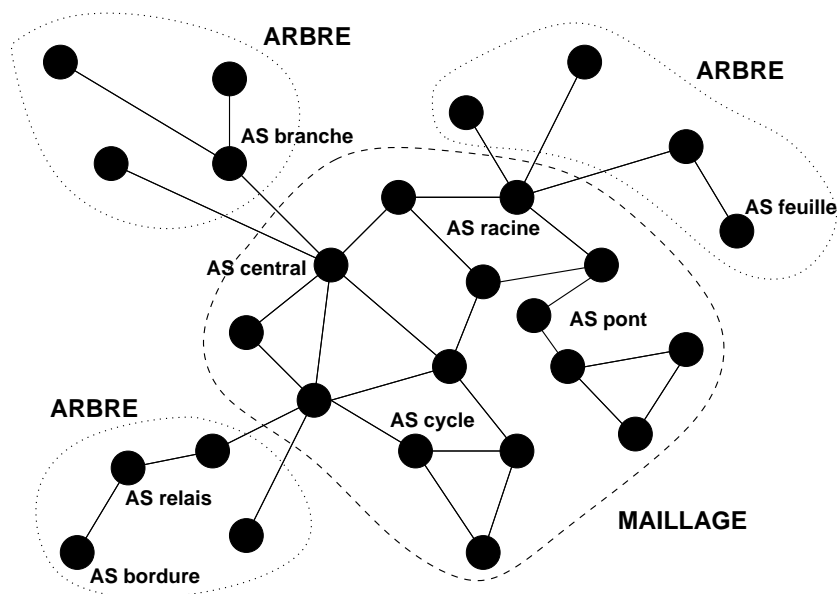 ARBRE
ARBRE
AS branche
AS feuille
AS racine
AS central
AS pont
ARBRE
AS cycle
AS relais
MAILLAGE
AS bordure